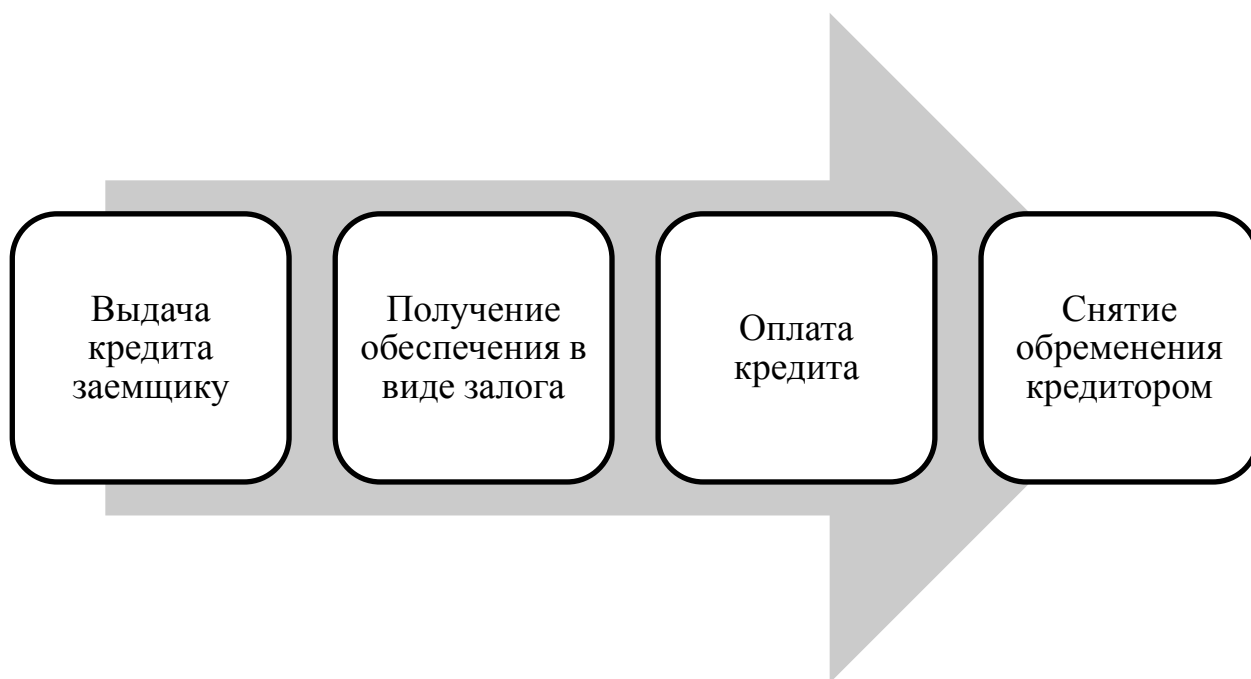 Выдача
кредита
заемщику
Получение
обеспечения в
виде залога
Оплата
кредита
Снятие
обременения
кредитором